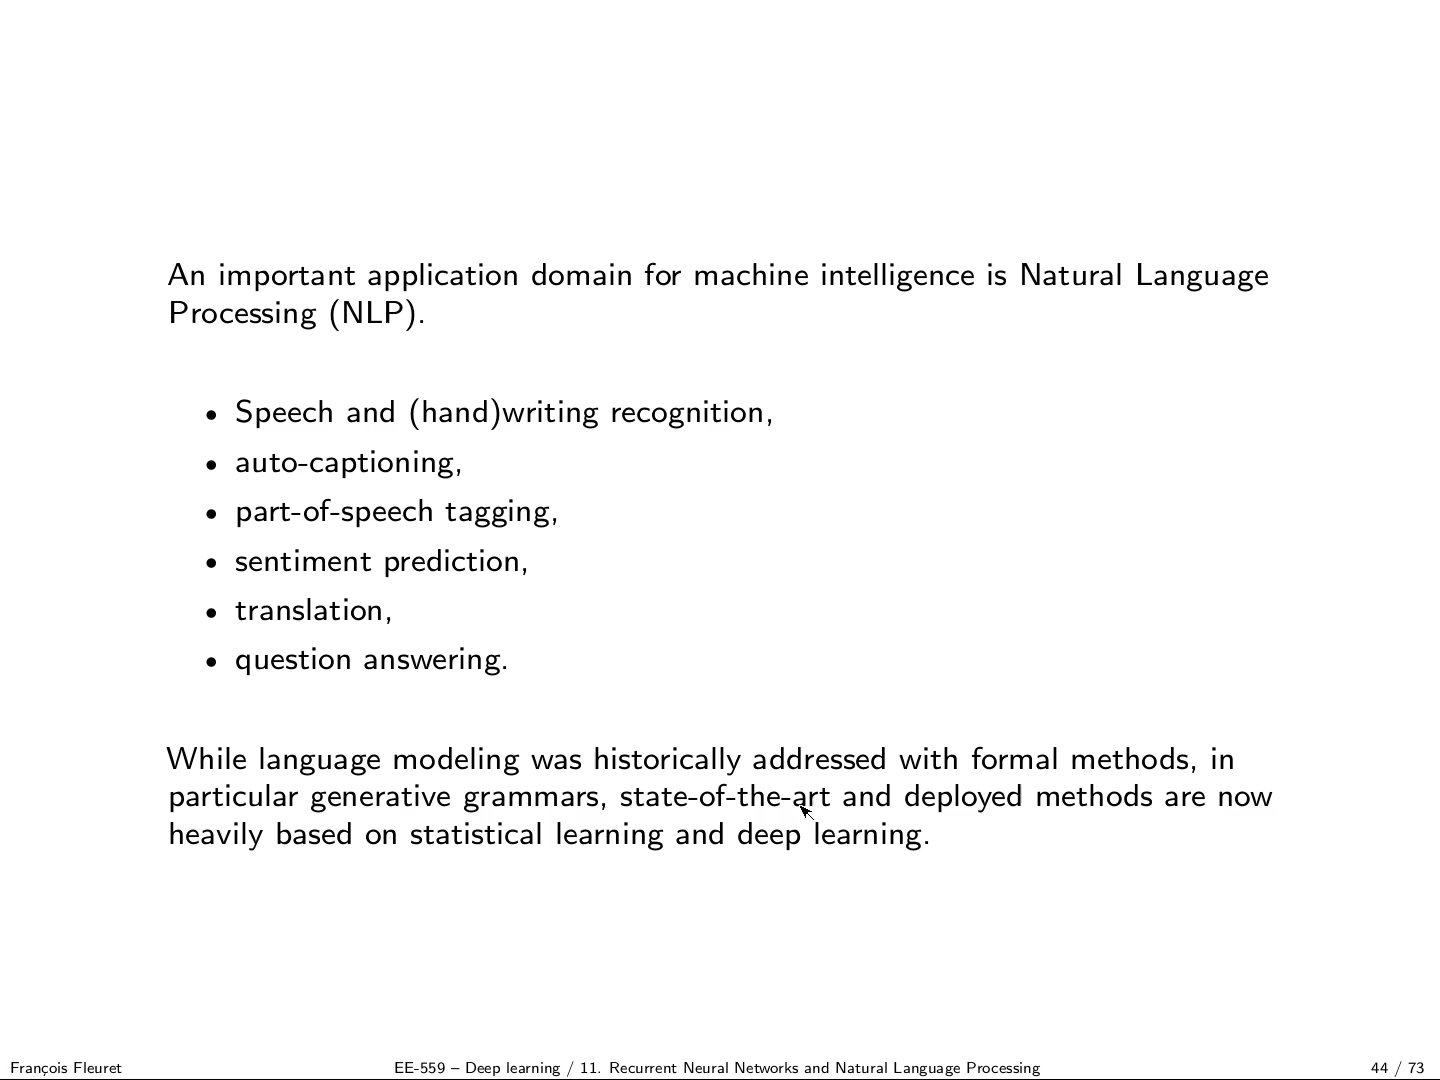 An important application domain for machine intelligence is Natural Language
Processing (NLP).
• Speech and (hand)writing recognition,
• auto-captioning,
• part-of-speech tagging,
• sentiment prediction,
• translation,
• question answering.
While language modeling was historically addressed with formal methods, in
particular generative grammars, state-of-the-art and deployed methods are now
heavily based on statistical learning and deep learning.
François Fleuret EE-559 – Deep learning / 11. Recurrent Neural Networks and Natural Language Processing 44 / 73